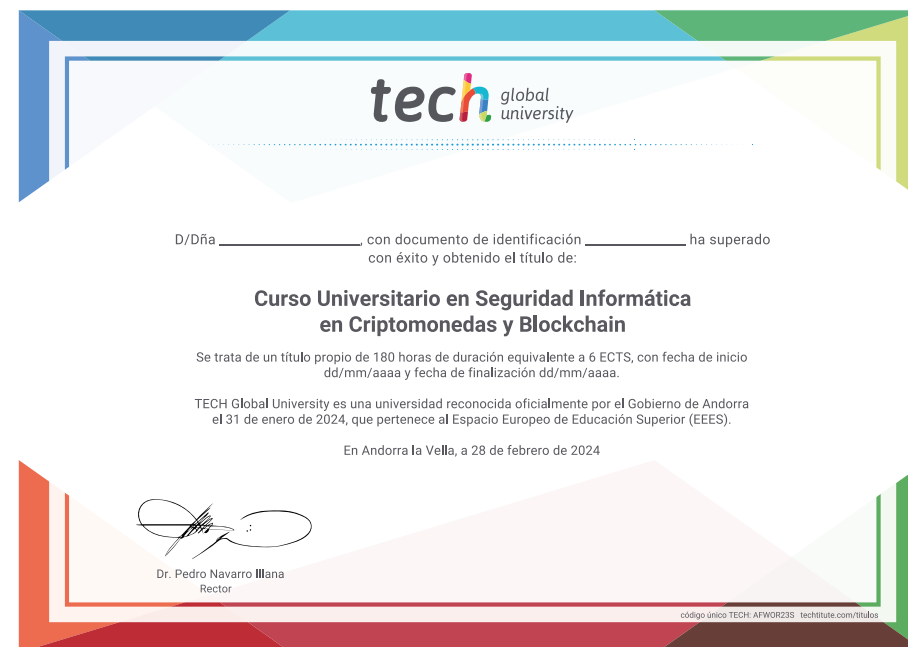 tech global university
D/Dña ____________________, con documento de identificación ______________ ha superado
con éxito y obtenido el título de:
Curso Universitario en Seguridad Informática
en Criptomonedas y Blockchain
Se trata de un título propio de 180 horas de duración equivalente a 6 ECTS, con fecha de inicio
dd/mm/aaaa y fecha de finalización dd/mm/aaaa.
TECH Global University es una universidad reconocida oficialmente por el Gobierno de Andorra
el 31 de enero de 2024, que pertenece al Espacio Europeo de Educación Superior (EEES).
En Andorra la Vella, a 28 de febrero de 2024
Dr. Pedro Navarro Illana
Rector
código único TECH: AFWOR23S techtitute.com/titulos